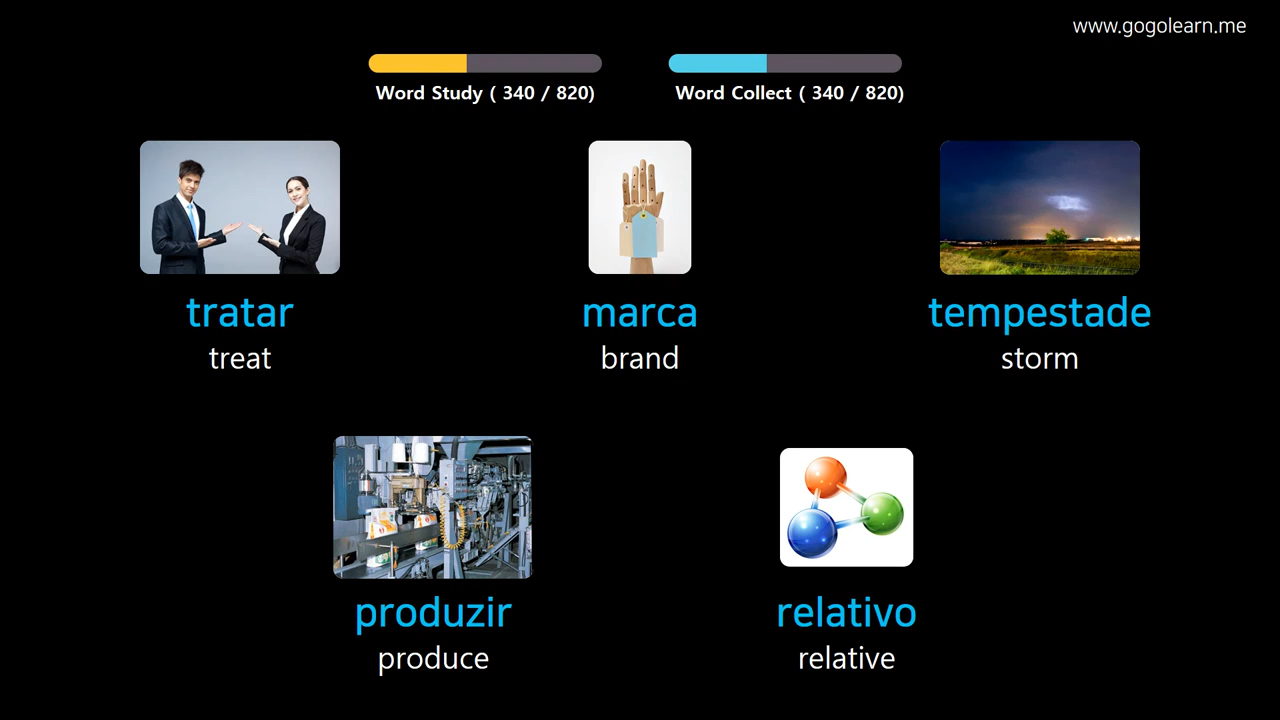 www.gogolearn.me
Word Study ( 340 / 820)
Word Collect ( 340 / 820)
tratar
treat
marca
brand
tempestade
storm
produzir
produce
relativo
relative